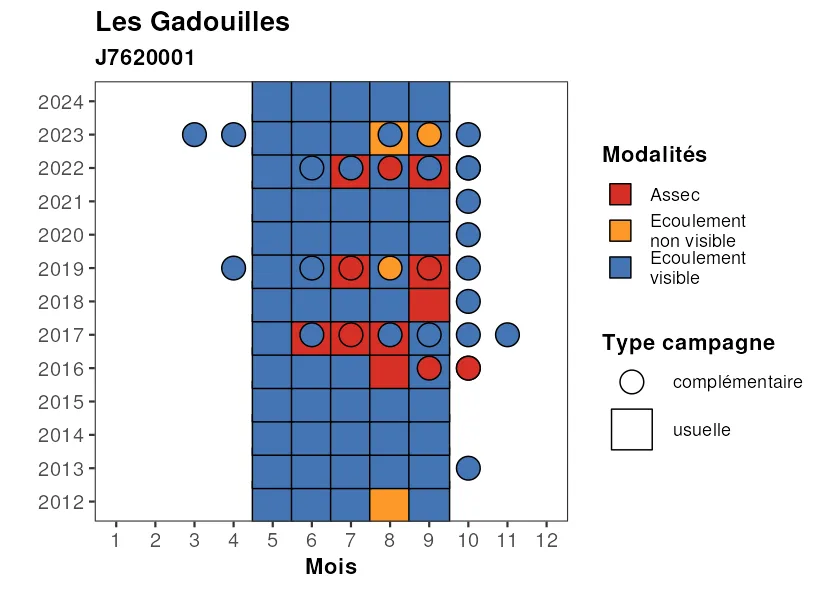 Les Gadouilles
J7620001
2024
2023
2022
2021
2020
2019
2018
2017
2016
2015
2014
2013
2012
1 2 3 4 5 6 7 8 9 10 11 12
Mois
Modalités
Assec
Ecoulement
non visible
Ecoulement
visible
Type campagne
complémentaire
usuelle